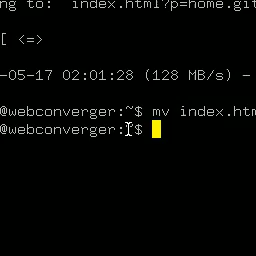 ng to: `index.html?p=home.git
[ <=>
-05-17 02:01:28 (128 MB/s) -
@webconverger:~$ mv index.htm
@webconverger:~$